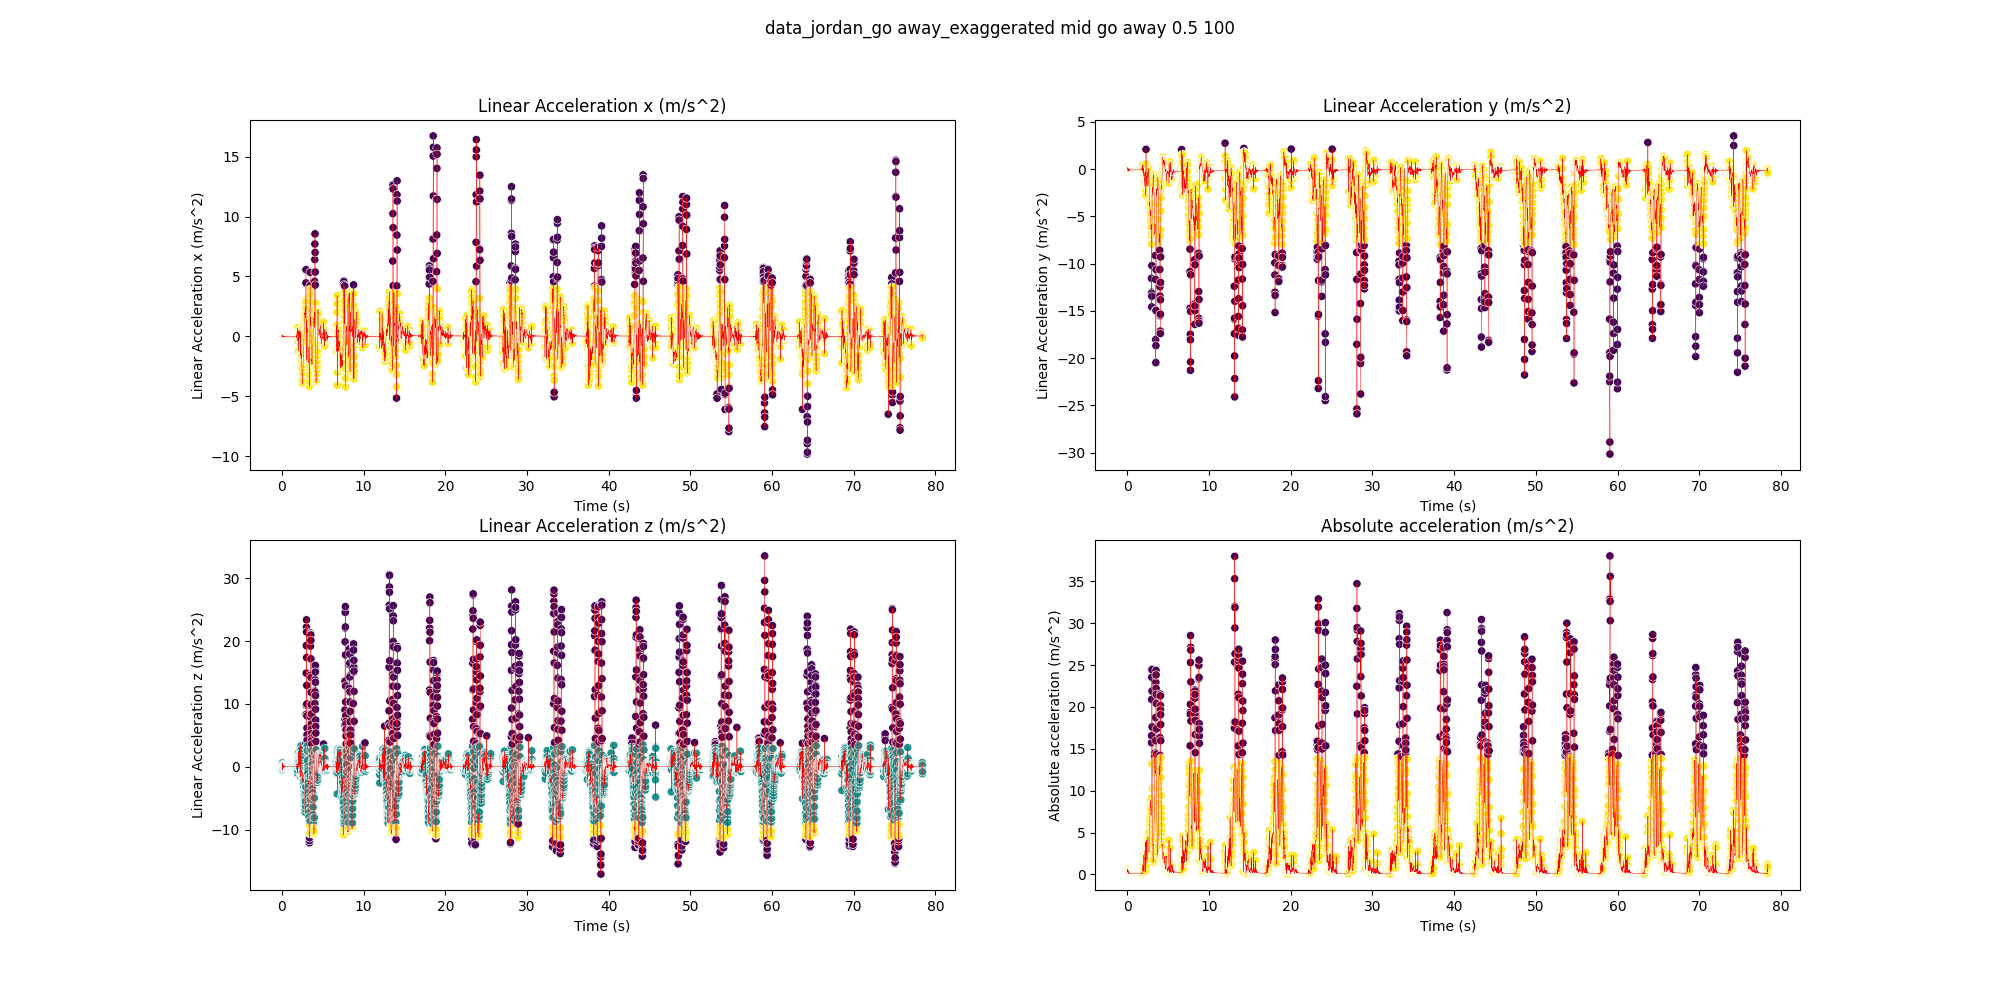 data_jordan_go away_exaggerated mid go away 0.5 100
Linear Acceleration x (m/s^2)
Linear Acceleration x (m/s^2)
15
10
5
0
−5
−10
0 10 20 30 40 50 60 70 80
Time (s)
Linear Acceleration y (m/s^2)
Linear Acceleration y (m/s^2)
5
0
−5
−10
−15
−20
−25
−30
0 10 20 30 40 50 60 70 80
Time (s)
Linear Acceleration z (m/s^2)
Linear Acceleration z (m/s^2)
30
20
10
0
−10
0 10 20 30 40 50 60 70 80
Time (s)
Absolute acceleration (m/s^2)
Absolute acceleration (m/s^2)
35
30
25
20
15
10
5
0
0 10 20 30 40 50 60 70 80
Time (s)